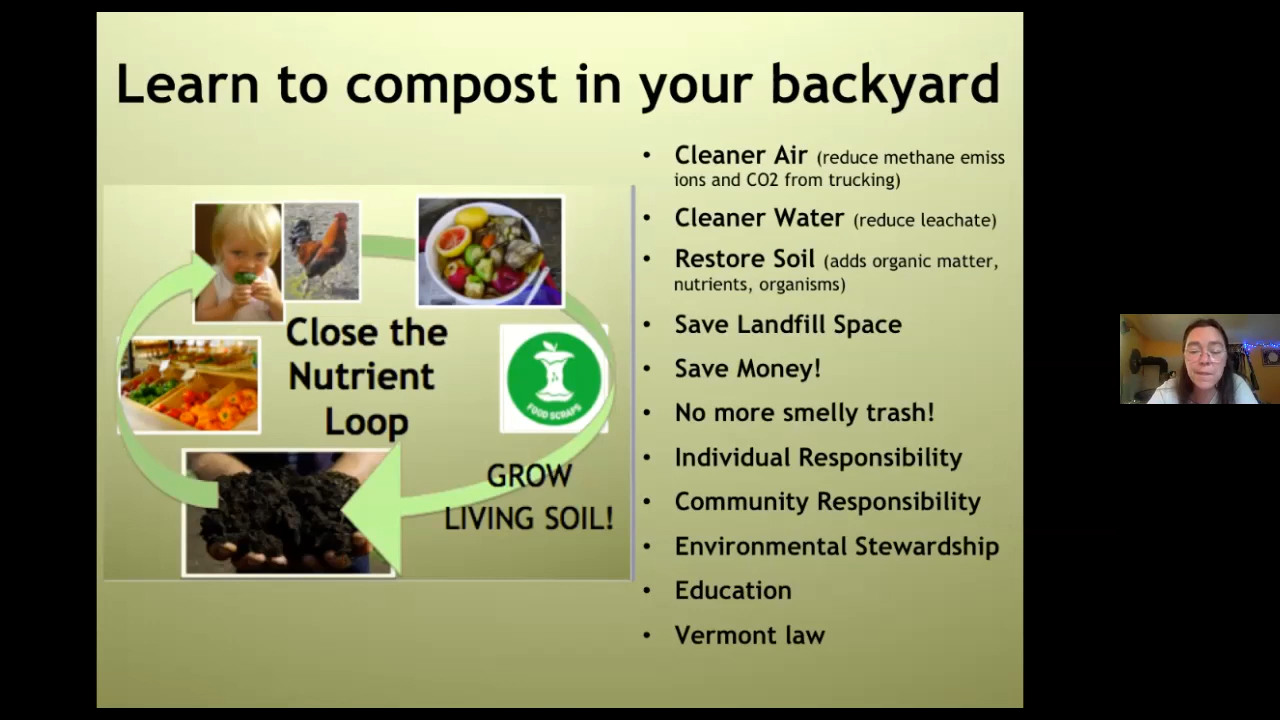 Learn to compost in your backyard
• Cleaner Air (reduce methane emiss
ions and CO2 from trucking)
• Cleaner Water (reduce leachate)
• Restore Soil (adds organic matter,
nutrients, organisms)
• Save Landfill Space
• Save Money!
• No more smelly trash!
• Individual Responsibility
• Community Responsibility
• Environmental Stewardship
• Education
• Vermont law
Close the
Nutrient
Loop
FOOD SCRAPS
GROW
LIVING SOIL!